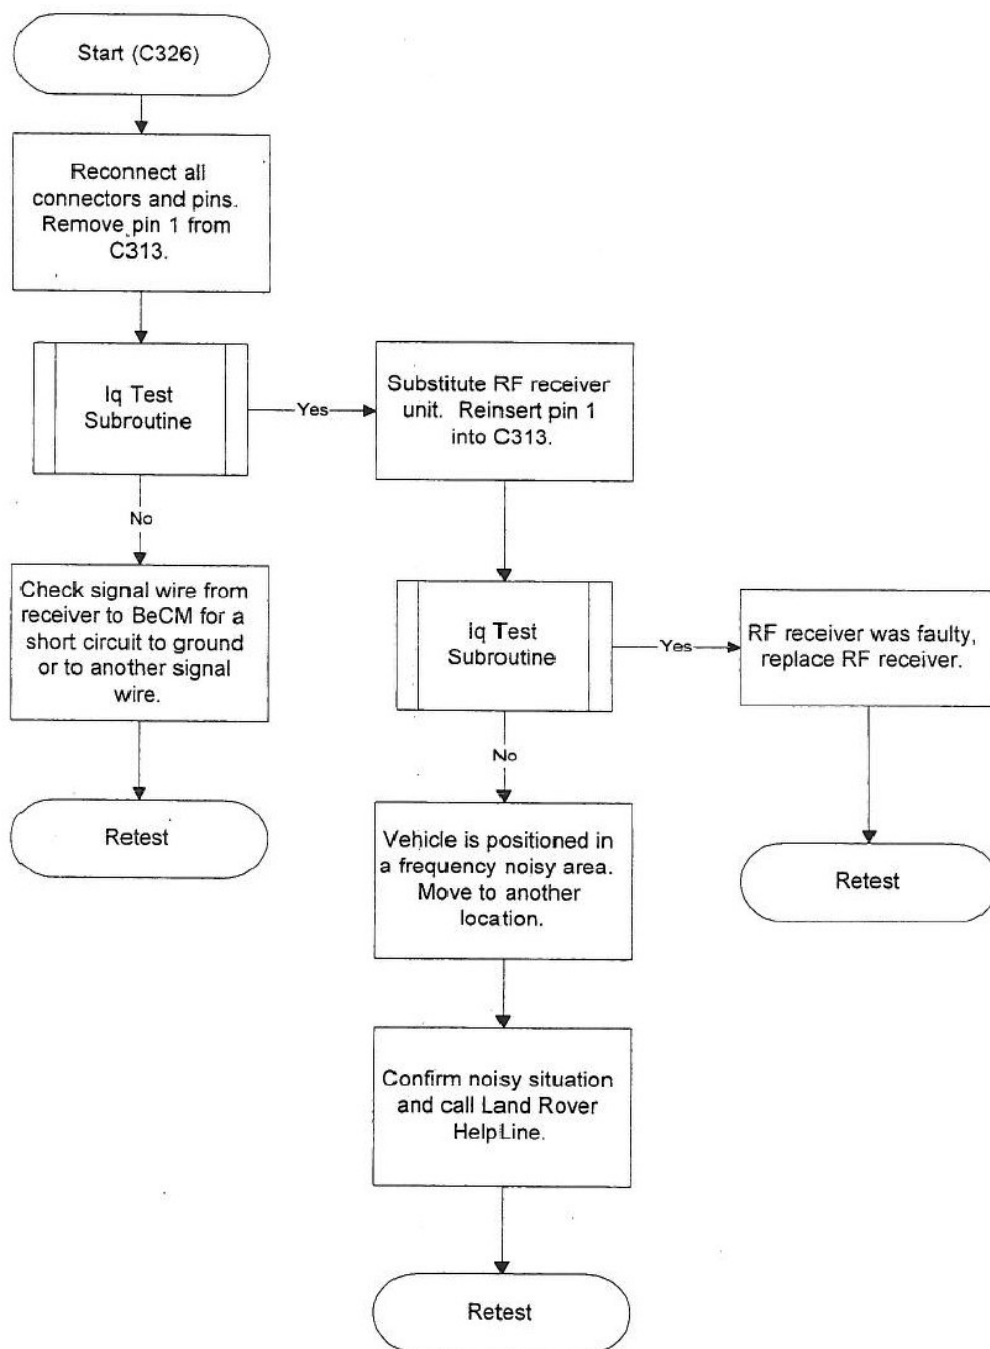 Start (C326)
Reconnect all
connectors and pins.
Remove pin 1 from
C313.
Iq Test
Subroutine
Yes
Substitute RF receiver
unit. Reinsert pin 1
into C313.
No
Check signal wire from
receiver to BeCM for a
short circuit to ground
or to another signal
wire.
Retest
Iq Test
Subroutine
Yes
RF receiver was faulty,
replace RF receiver.
Retest
No
Vehicle is positioned in
a frequency noisy area.
Move to another
location.
Confirm noisy situation
and call Land Rover
HelpLine.
Retest